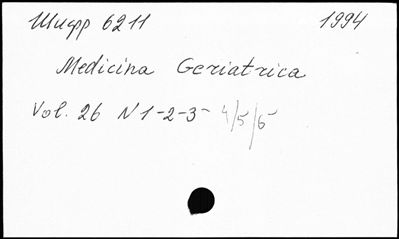 Шифр 6211 1994
Medicina Geriatrica
Vol. 26 N 1-2-3- 4/5/6